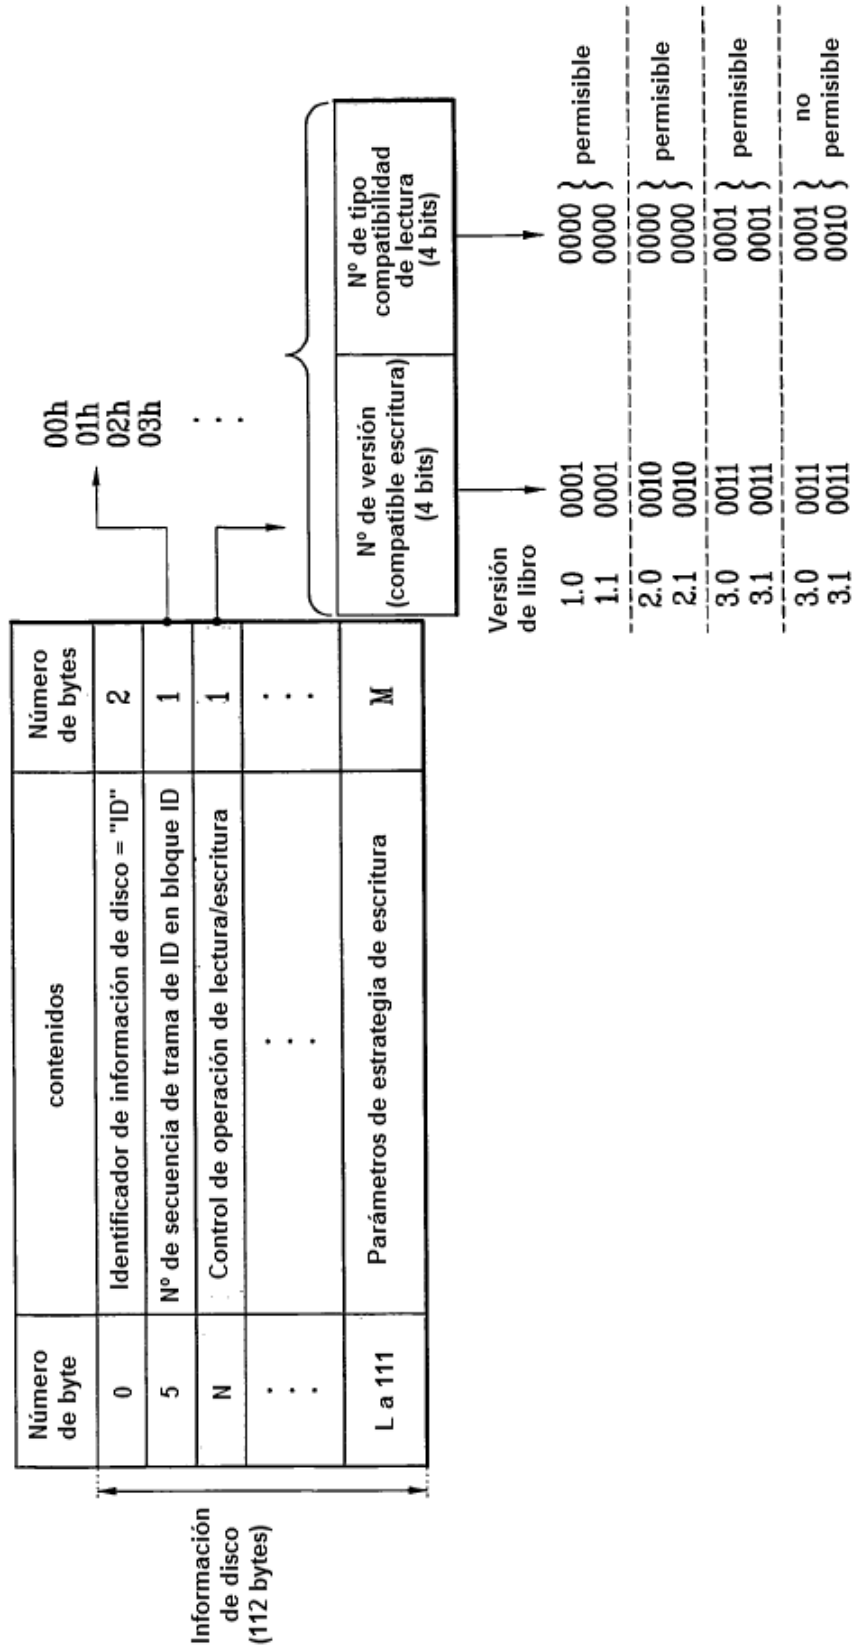 Número
de byte
contenidos
Número
de bytes
0
Identificador de información de disco = "ID"
2
5
Nº de secuencia de trama de ID en bloque ID
1
N
Control de operación de lectura/escritura
1
L a 111
Parámetros de estrategia de escritura
M
Información
de disco
(112 bytes)
00h
01h
02h
03h
Nº de versión
(compatible escritura)
(4 bits)
Nº de tipo
compatibilidad
de lectura
(4 bits)
Versión
de libro
1.0 0001 0000
1.1 0001 0000
permisible
2.0 0010 0000
2.1 0010 0000
permisible
3.0 0011 0001
3.1 0011 0001
permisible
3.0 0011 0001
3.1 0011 0010
no
permisible